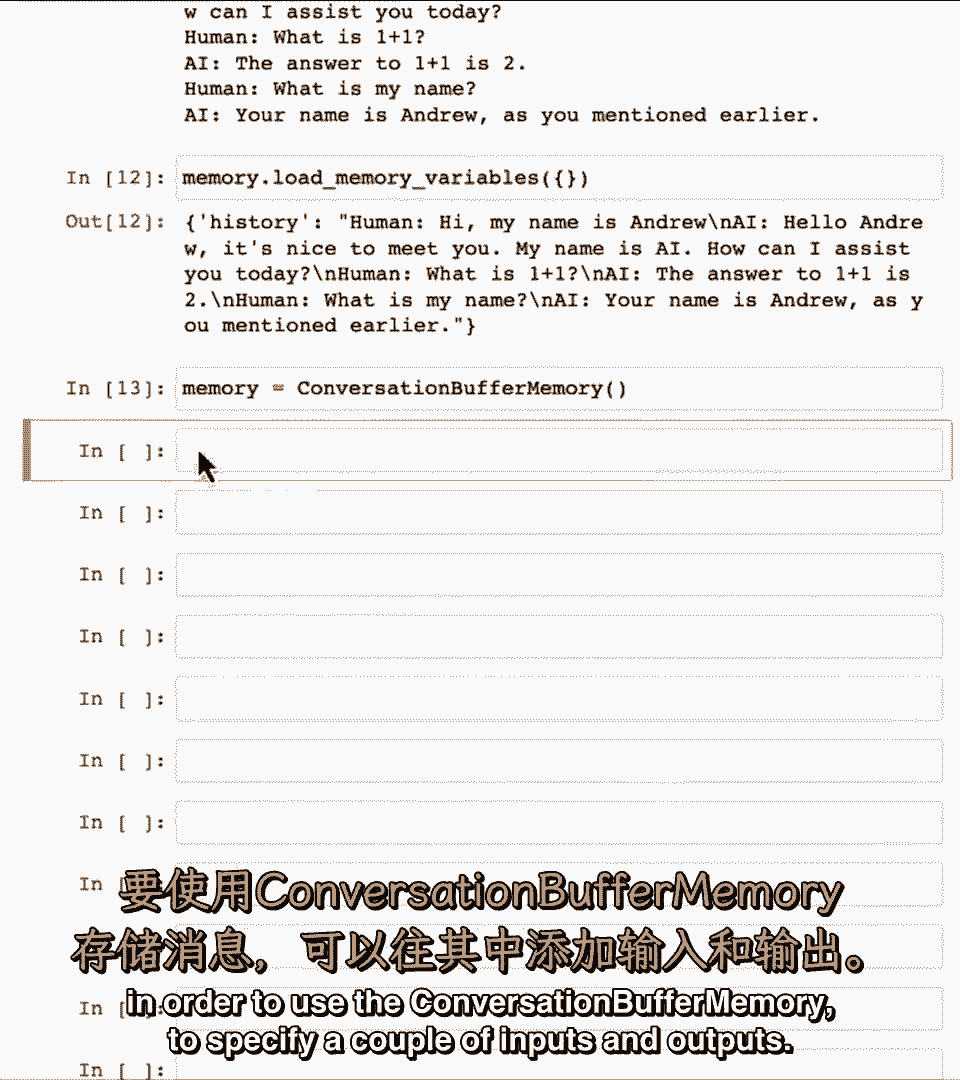 w can I assist you today?
Human: What is 1+1?
AI: The answer to 1+1 is 2.
Human: What is my name?
AI: Your name is Andrew, as you mentioned earlier.
In [12]: memory.load_memory_variables({})
Out[12]: {'history': "Human: Hi, my name is Andrew\nAI: Hello Andre
w, it's nice to meet you. My name is AI. How can I assist
you today?\nHuman: What is 1+1?\nAI: The answer to 1+1 is
2.\nHuman: What is my name?\nAI: Your name is Andrew, as y
ou mentioned earlier."}
In [13]: memory = ConversationBufferMemory()
In [ ]:
In [ ]:
In [ ]:
In [ ]:
In [ ]:
In [ ]:
In [ ]:
In [
要使用ConversationBufferMemory
存储消息，可以往其中添加输入和输出。
In [ ]:
in order to use the ConversationBufferMemory,
to specify a couple of inputs and outputs.
In [ ]: